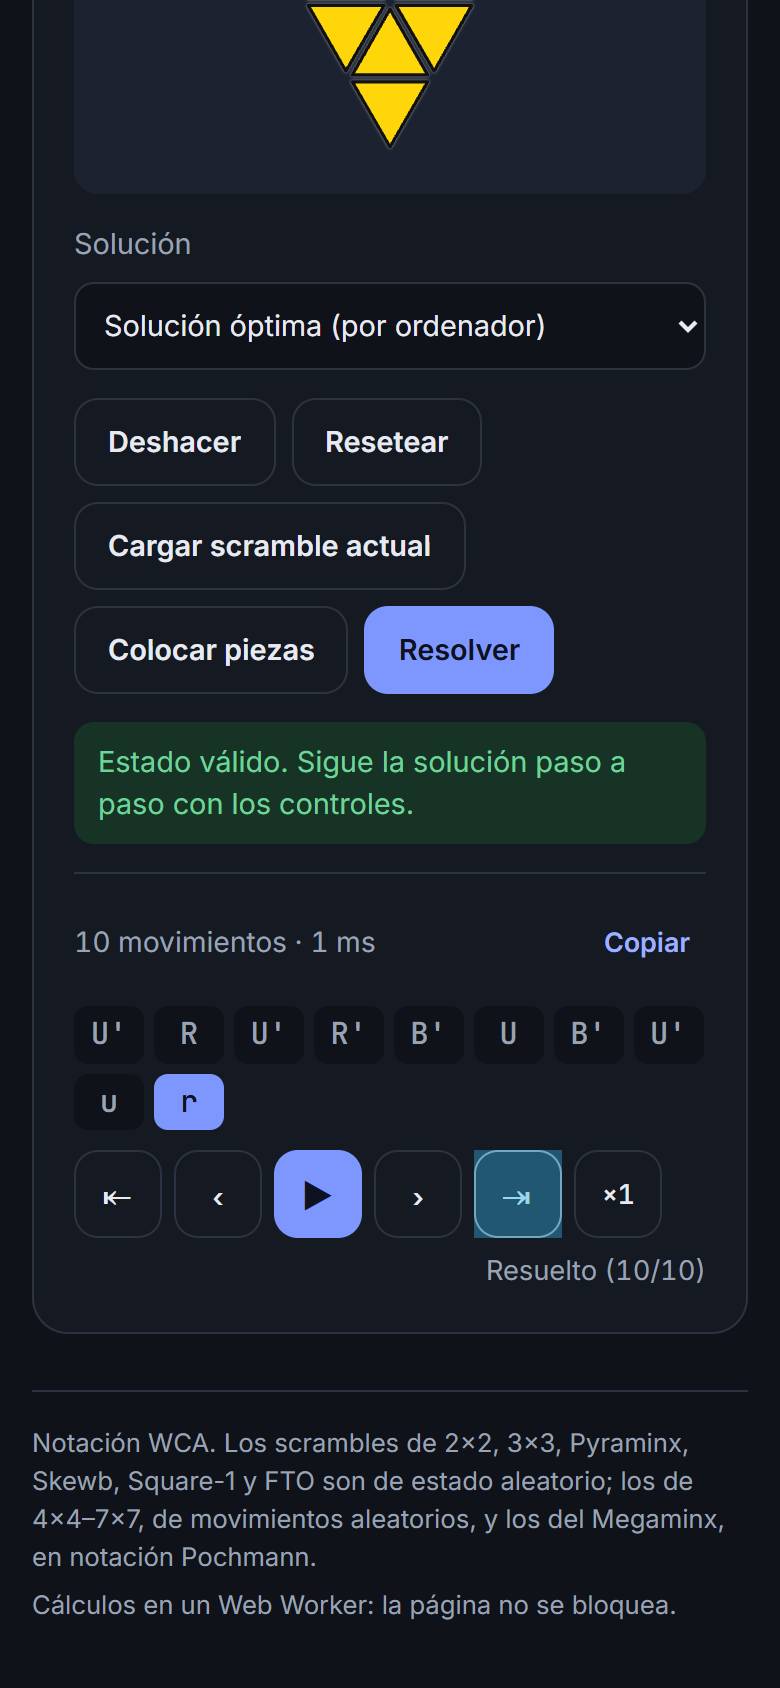 Solución
Solución óptima (por ordenador)
Deshacer
Resetear
Cargar scramble actual
Colocar piezas
Resolver
Estado válido. Sigue la solución paso a
paso con los controles.
10 movimientos · 1 ms
Copiar
U' R U' R' B' U B' U'
u r
⇤ ‹ ▶ › ⇥ ×1
Resuelto (10/10)
Notación WCA. Los scrambles de 2×2, 3×3, Pyraminx,
Skewb, Square-1 y FTO son de estado aleatorio; los de
4×4–7×7, de movimientos aleatorios, y los del Megaminx,
en notación Pochmann.
Cálculos en un Web Worker: la página no se bloquea.